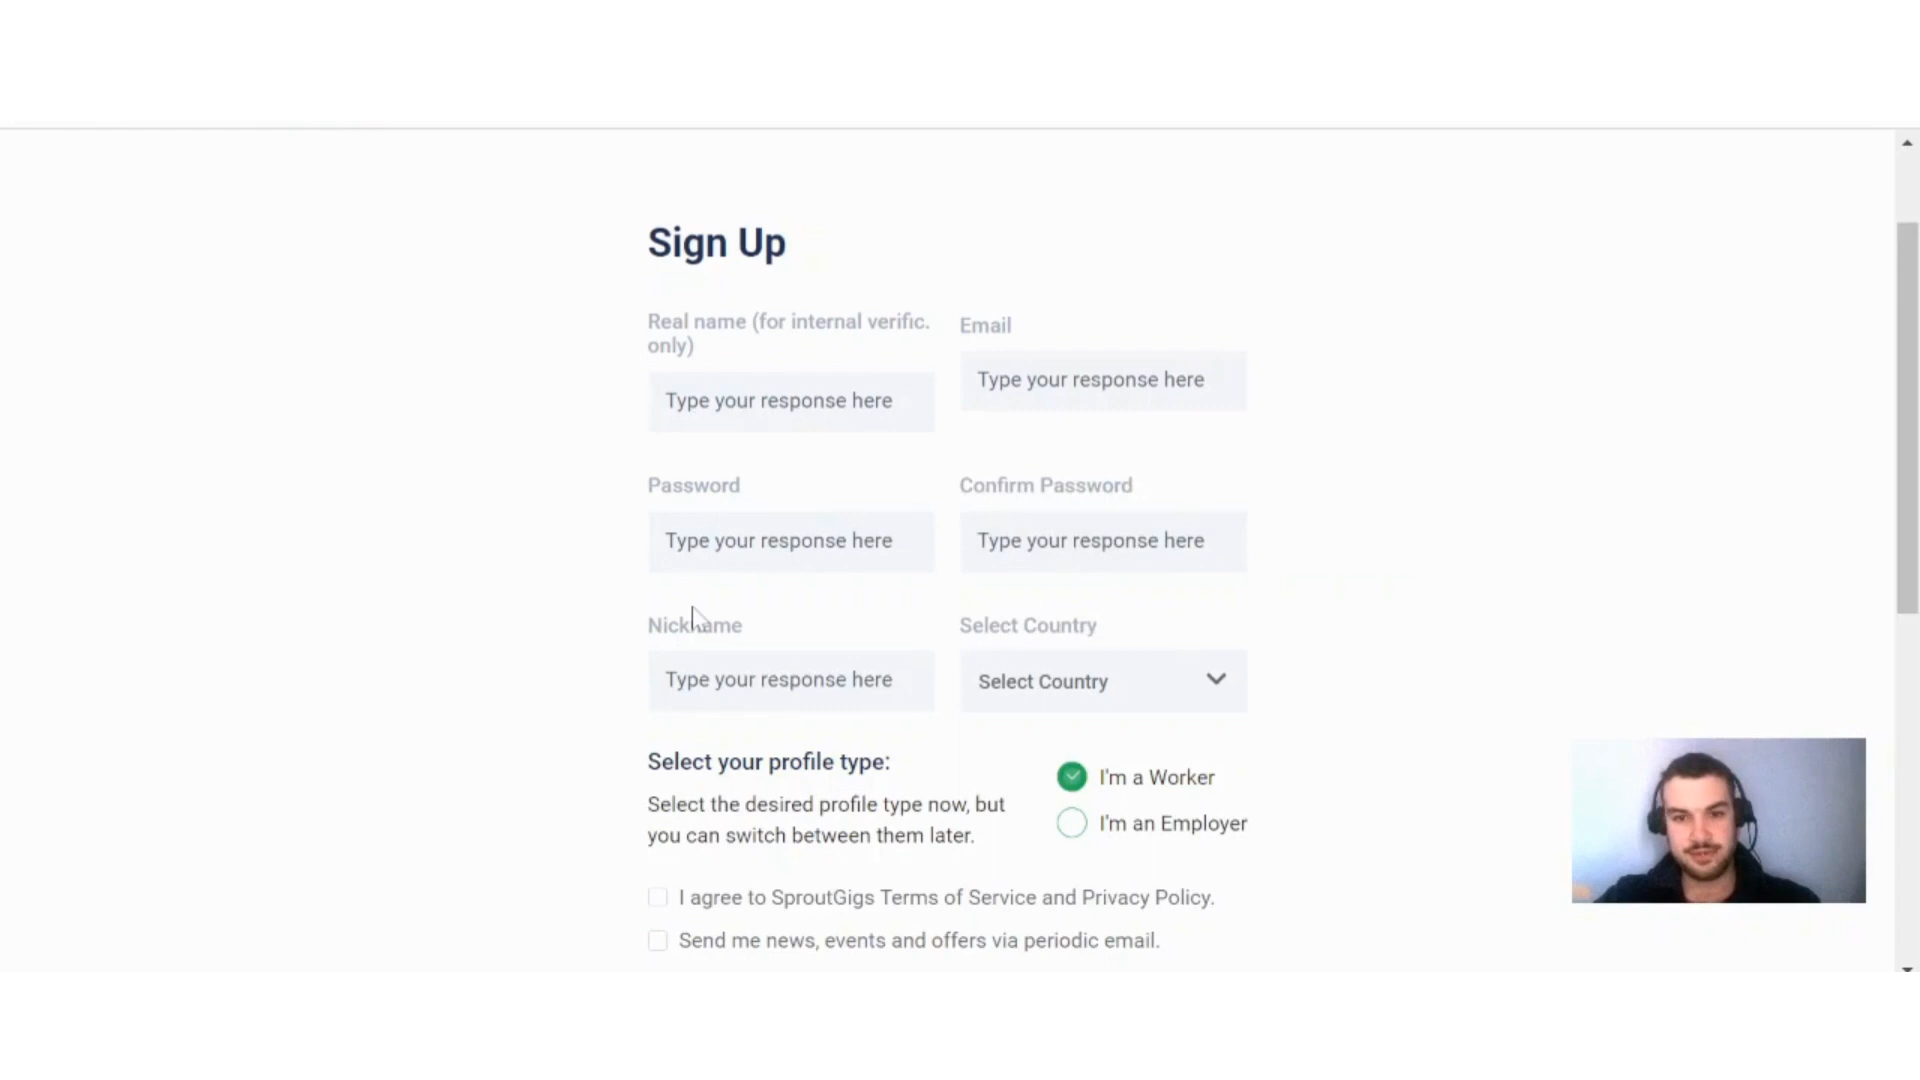 Sign Up
Real name (for internal verific.
only)
Email
Type your response here
Type your response here
Password
Confirm Password
Type your response here
Type your response here
Nickname
Select Country
Type your response here
Select Country
Select your profile type:
Select the desired profile type now, but
you can switch between them later.
I'm a Worker
I'm an Employer
I agree to SproutGigs Terms of Service and Privacy Policy.
Send me news, events and offers via periodic email.